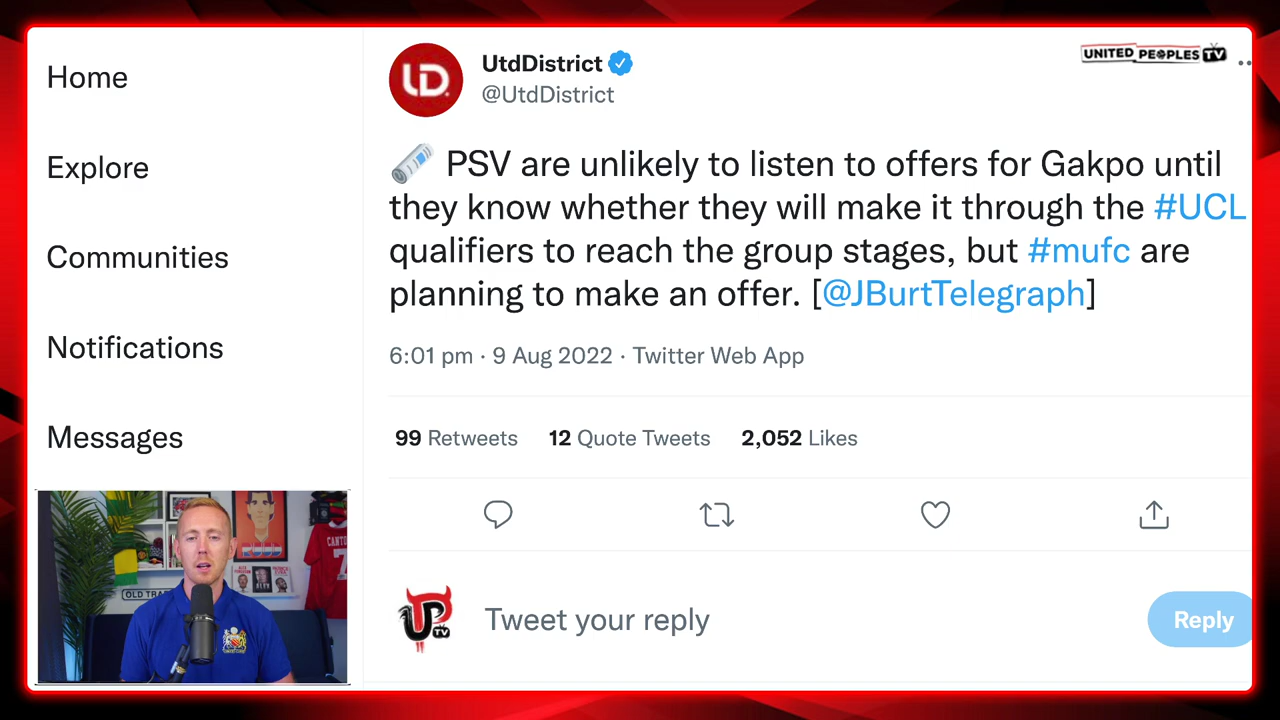 Home
Explore
Communities
Notifications
Messages
UNITED PEOPLES TV
UtdDistrict
@UtdDistrict
PSV are unlikely to listen to offers for Gakpo until
they know whether they will make it through the #UCL
qualifiers to reach the group stages, but #mufc are
planning to make an offer. [@JBurtTelegraph]
6:01 pm · 9 Aug 2022 · Twitter Web App
99 Retweets 12 Quote Tweets 2,052 Likes
UP TV
Tweet your reply
Reply